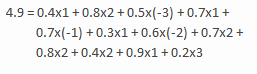 4.9 = 0.4x1 + 0.8x2 + 0.5x(-3) + 0.7x1 +
0.7x(-1) + 0.3x1 + 0.6x(-2) + 0.7x2 +
0.8x2 + 0.4x2 + 0.9x1 + 0.2x3